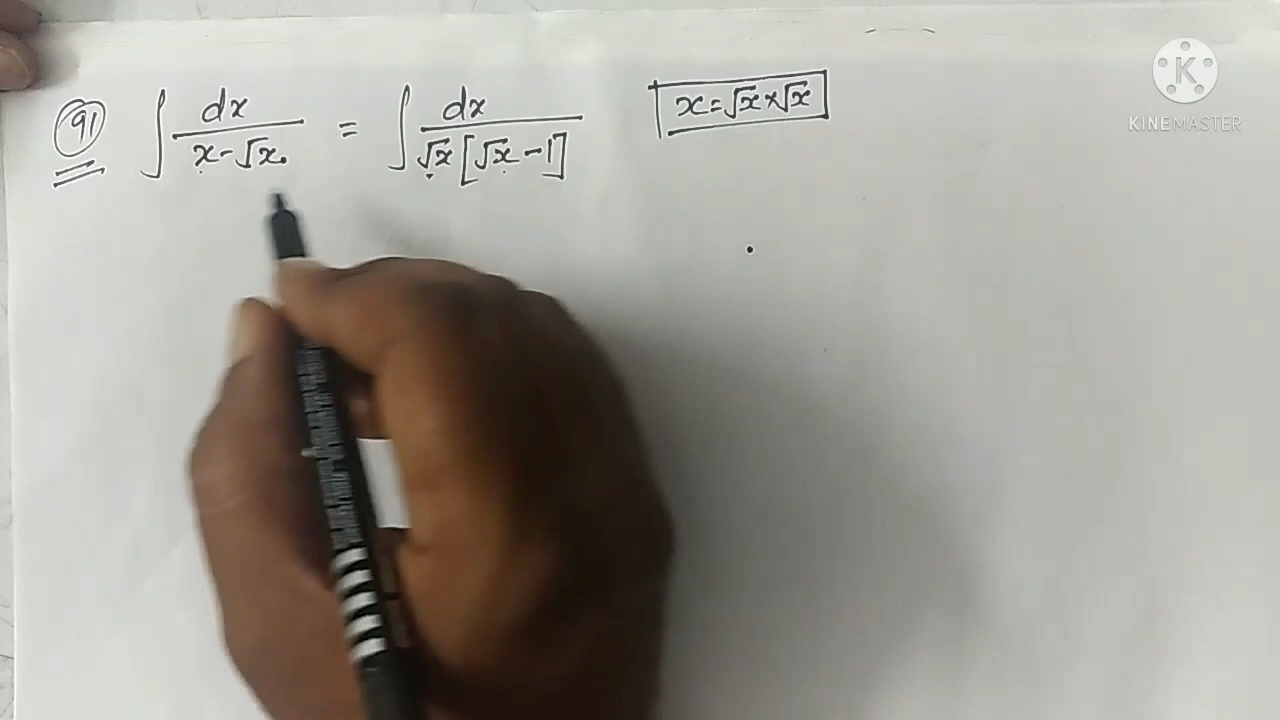 91 ∫ dx / (x - √x) = ∫ dx / (√x [√x - 1]) x = √x × √x
K
KINEMASTER